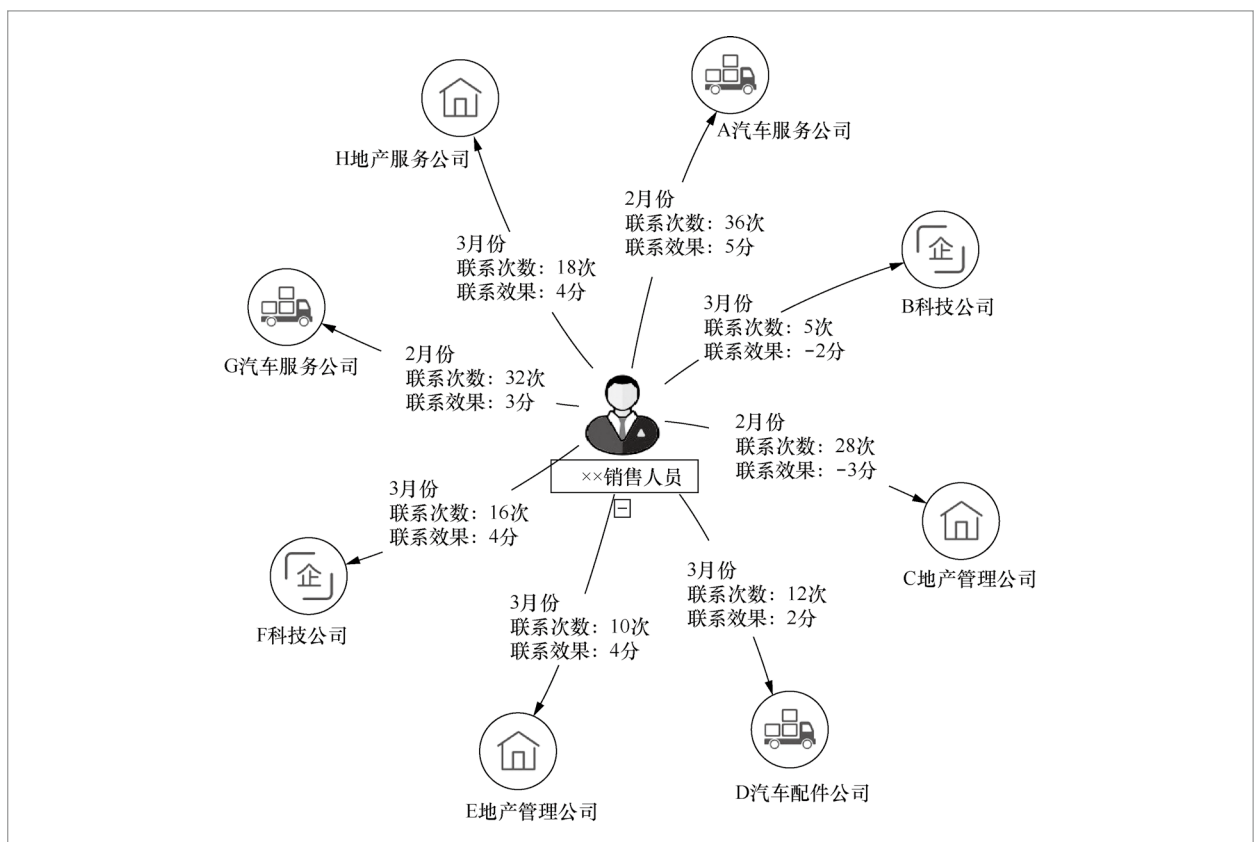 A汽车服务公司
H地产服务公司
2月份
联系次数：36次
联系效果：5分
3月份
联系次数：18次
联系效果：4分
企
B科技公司
3月份
联系次数：5次
联系效果：-2分
G汽车服务公司
2月份
联系次数：32次
联系效果：3分
2月份
联系次数：28次
联系效果：-3分
××销售人员
3月份
联系次数：16次
联系效果：4分
企
F科技公司
C地产管理公司
3月份
联系次数：12次
联系效果：2分
3月份
联系次数：10次
联系效果：4分
D汽车配件公司
E地产管理公司